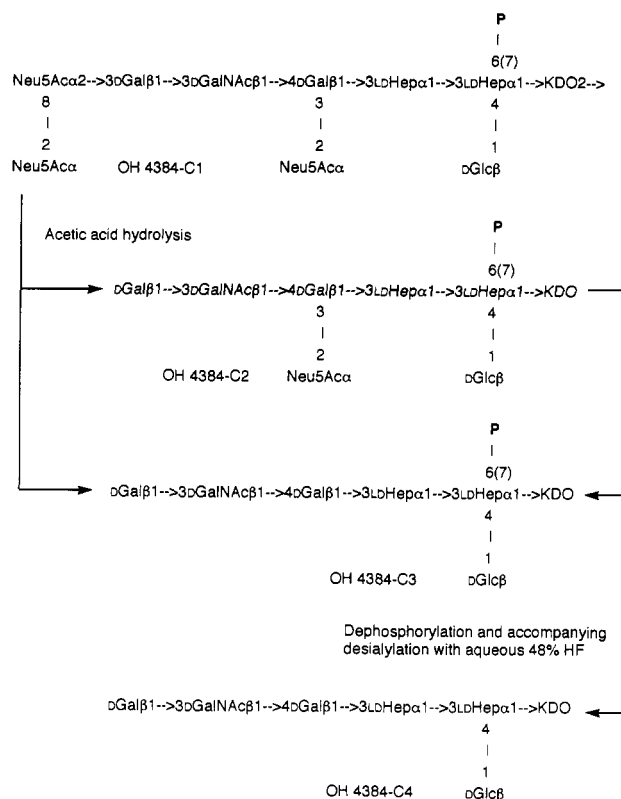 P
6(7)
Neu5Acα2-->3DGalβ1-->3DGalNAcβ1-->4DGalβ1-->3LDHepα1-->3LDHepα1-->KDO2-->
8 3 4
2 2 1
Neu5Acα OH 4384-C1 Neu5Acα DGlcβ
Acetic acid hydrolysis
P
6(7)
DGalβ1-->3DGalNAcβ1-->4DGalβ1-->3LDHepα1-->3LDHepα1-->KDO
3 4
2 1
OH 4384-C2 Neu5Acα DGlcβ
P
6(7)
DGalβ1-->3DGalNAcβ1-->4DGalβ1-->3LDHepα1-->3LDHepα1-->KDO
4
1
OH 4384-C3 DGlcβ
Dephosphorylation and accompanying
desialylation with aqueous 48% HF
DGalβ1-->3DGalNAcβ1-->4DGalβ1-->3LDHepα1-->3LDHepα1-->KDO
4
1
OH 4384-C4 DGlcβ